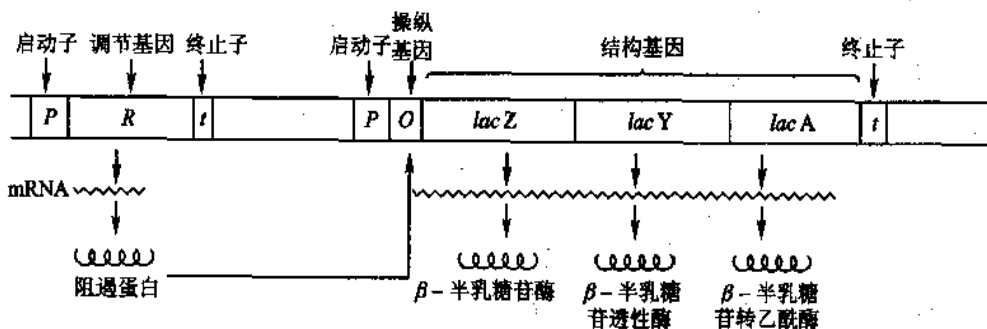 操纵
启动子 调节基因 终止子 启动子 基因 结构基因 终止子
P R t P O lac Z lac Y lac A t
mRNA
阻遏蛋白 β-半乳糖苷酶 β-半乳糖 β-半乳糖
苷透性酶 苷转乙酰酶